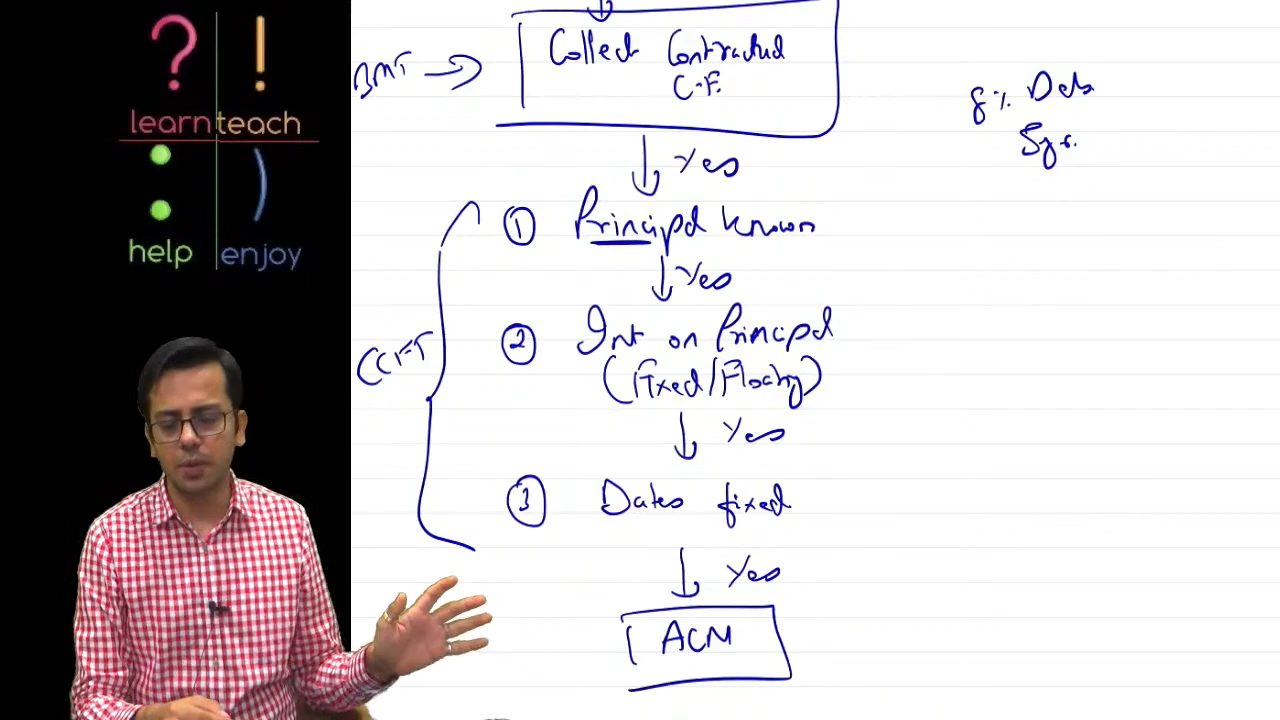 ? !
learn teach
: )
help enjoy
BMT → Collect Contracted
C.F.
8% Deb
5yr.
Yes
① Principal known
Yes
CCFT
② Int on Principal
(Fixed/Floating)
Yes
③ Dates fixed
Yes
ACM